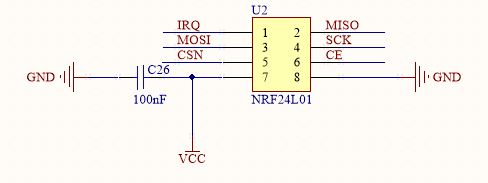 U2
IRQ 1 2 MISO
MOSI 3 4 SCK
CSN 5 6 CE
GND C26 7 8 GND
100nF NRF24L01
VCC